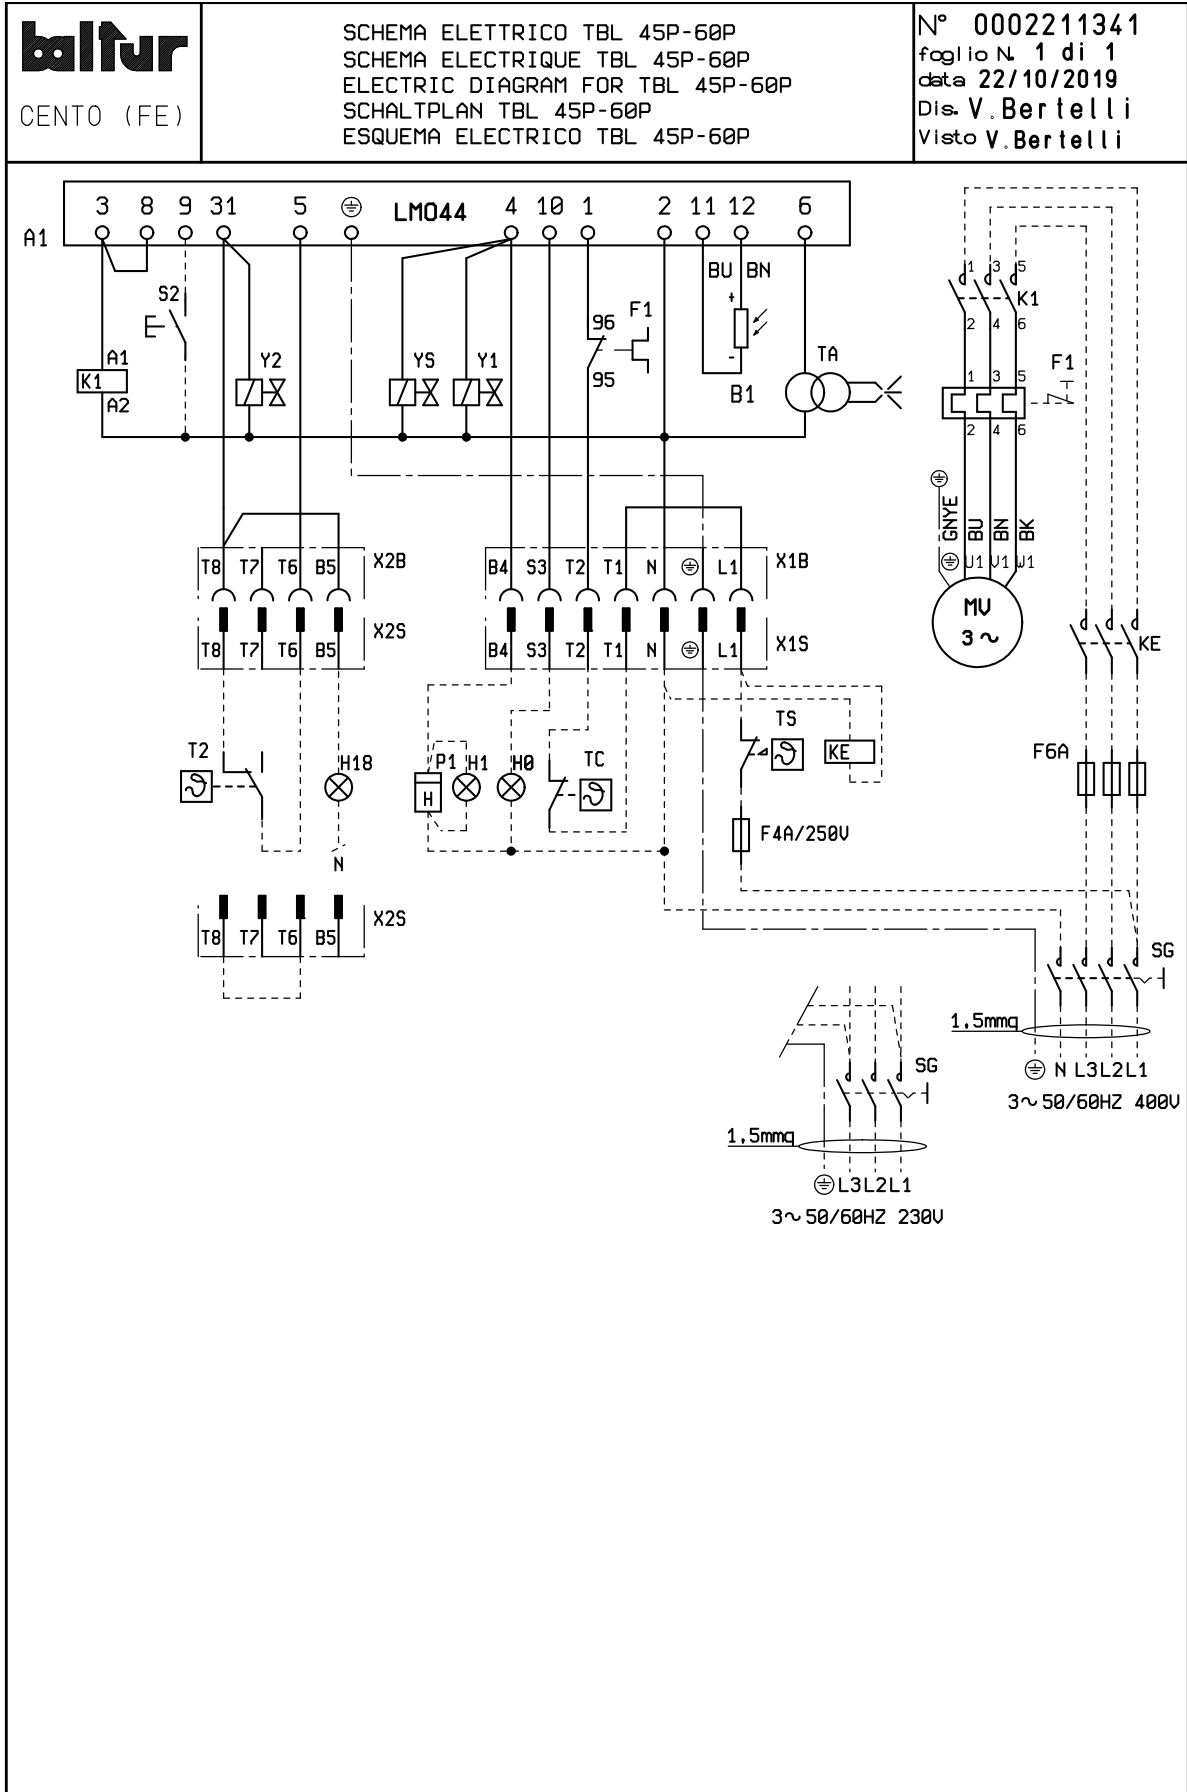 baltur
CENTO (FE)
SCHEMA ELETTRICO TBL 45P-60P
SCHEMA ELECTRIQUE TBL 45P-60P
ELECTRIC DIAGRAM FOR TBL 45P-60P
SCHALTPLAN TBL 45P-60P
ESQUEMA ELECTRICO TBL 45P-60P
N° 0002211341
foglio N. 1 di 1
data 22/10/2019
Dis. V.Bertelli
Visto V.Bertelli
A1
3 8 9 31 5 LMO44 4 10 1 2 11 12 6
BU BN
S2
F1
96
95
+
-
B1
TA
A1
K1
A2
Y2
YS
Y1
1 3 5
K1
2 4 6
F1
1 3 5
2 4 6
GNYE BU BN BK
U1 V1 W1
MV
3~
KE
T8 T7 T6 B5 X2B
X2S
T8 T7 T6 B5
B4 S3 T2 T1 N L1 X1B
B4 S3 T2 T1 N L1 X1S
T2
H18
N
P1 H1 H0
H
TC
TS
KE
F4A/250V
F6A
X2S
T8 T7 T6 B5
SG
1,5mmq
N L3L2L1
3~50/60HZ 400V
SG
1,5mmq
L3L2L1
3~50/60HZ 230V